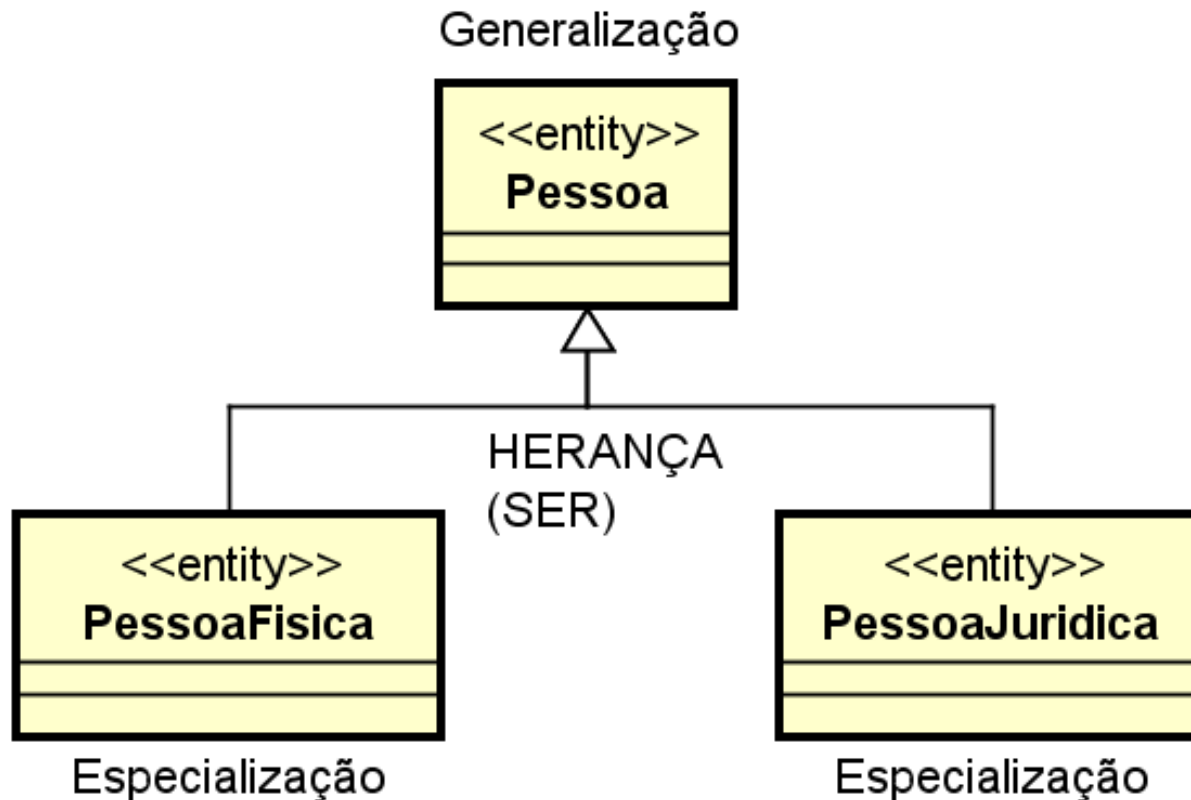 Generalização
<<entity>>
Pessoa
HERANÇA
(SER)
<<entity>>
PessoaFisica
<<entity>>
PessoaJuridica
Especialização
Especialização